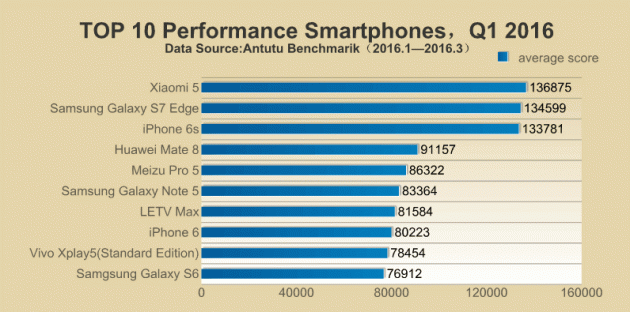 TOP 10 Performance Smartphones，Q1 2016
Data Source:Antutu Benchmarik（2016.1—2016.3）
average score
Xiaomi 5 136875
Samsung Galaxy S7 Edge 134599
iPhone 6s 133781
Huawei Mate 8 91157
Meizu Pro 5 86322
Samsung Galaxy Note 5 83364
LETV Max 81584
iPhone 6 80223
Vivo Xplay5(Standard Edition) 78454
Samgsung Galaxy S6 76912
0 40000 80000 120000 160000